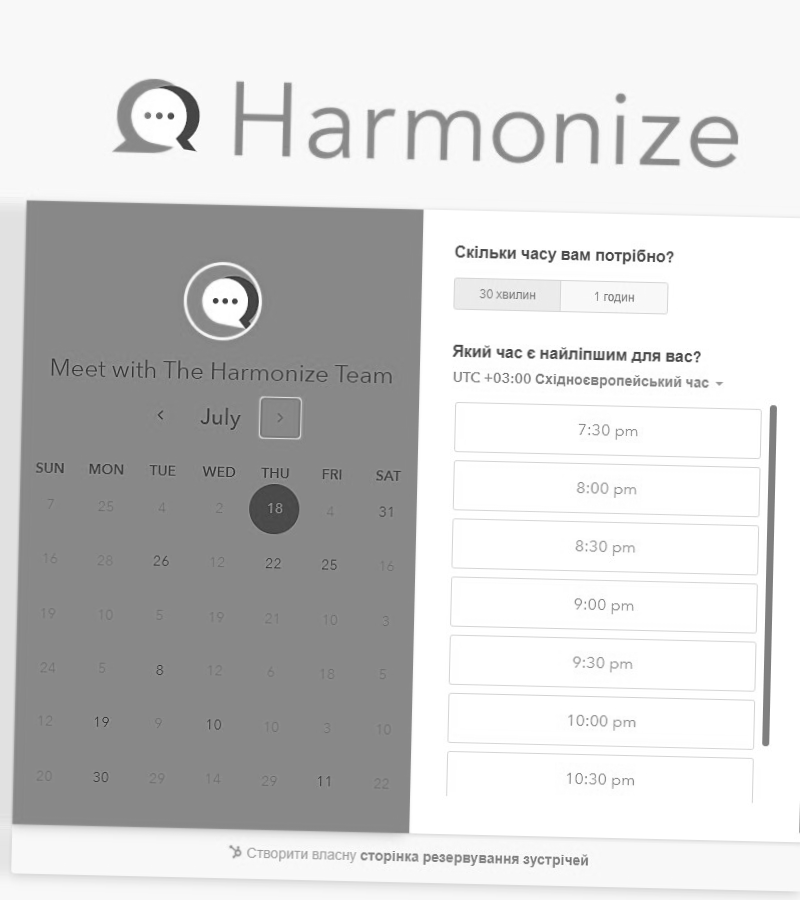 Harmonize
Meet with The Harmonize Team
July
SUN MON TUE WED THU FRI SAT
7 25 4 2 18 4 31
16 28 26 12 22 25 16
19 10 5 19 21 10 3
24 5 8 12 6 18 5
12 19 9 10 10 3 10
20 30 29 14 29 11 22
Скільки часу вам потрібно?
30 хвилин 1 годин
Який час є найліпшим для вас?
UTC +03:00 Східноєвропейський час
7:30 pm
8:00 pm
8:30 pm
9:00 pm
9:30 pm
10:00 pm
10:30 pm
Створити власну сторінка резервування зустрічей